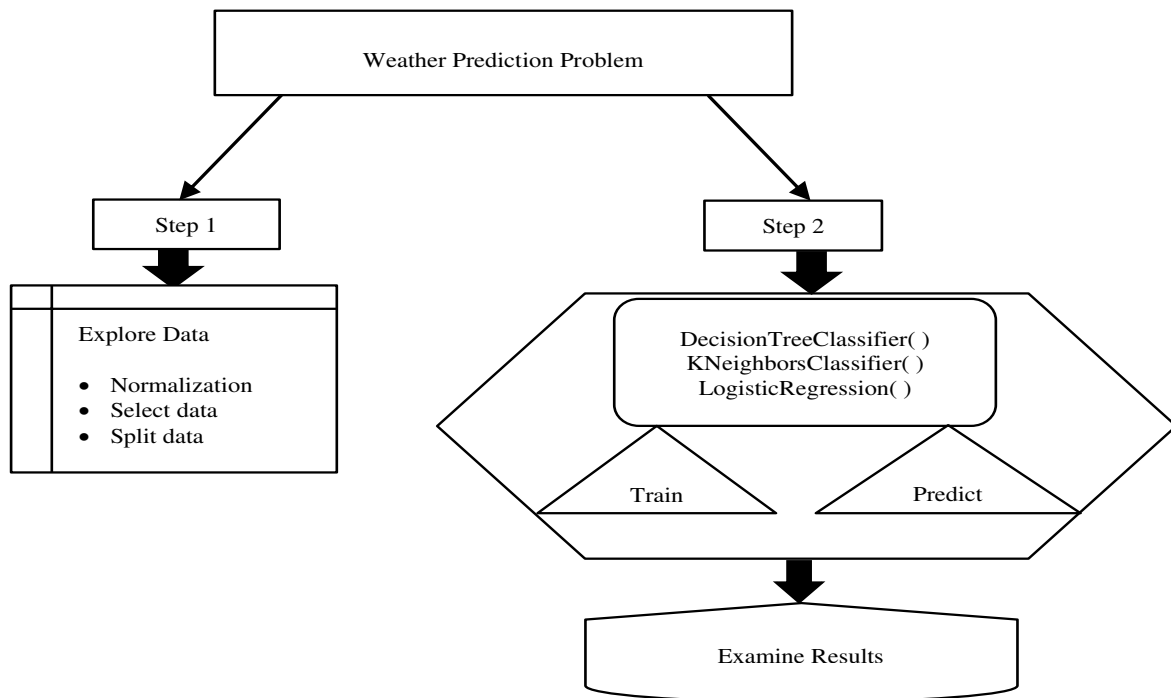 Weather Prediction Problem
Step 1
Step 2
Explore Data
• Normalization
• Select data
• Split data
DecisionTreeClassifier( )
KNeighborsClassifier( )
LogisticRegression( )
Train
Predict
Examine Results